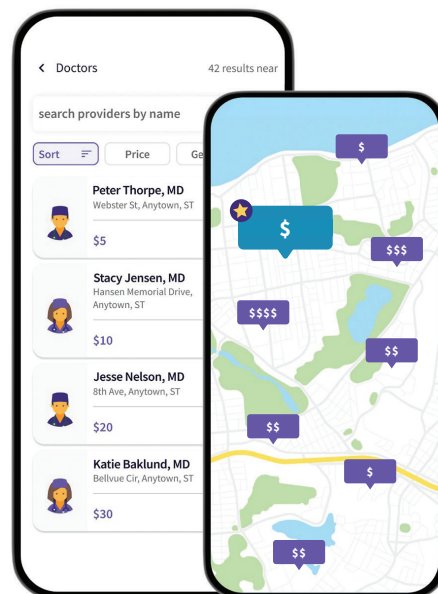 Doctors
42 results near
search providers by name
Sort
Price
Ge
Peter Thorpe, MD
Webster St, Anytown, ST
$5
Stacy Jensen, MD
Hansen Memorial Drive,
Anytown, ST
$10
Jesse Nelson, MD
8th Ave, Anytown, ST
$20
Katie Baklund, MD
Bellvue Cir, Anytown, ST
$30
$
$
$$$
$$$$
$$
$$
$
$$